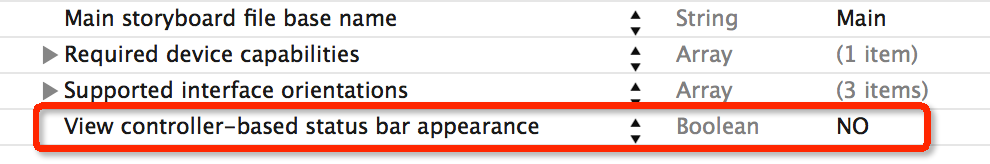 Main storyboard file base name String Main
Required device capabilities Array (1 item)
Supported interface orientations Array (3 items)
View controller-based status bar appearance Boolean NO